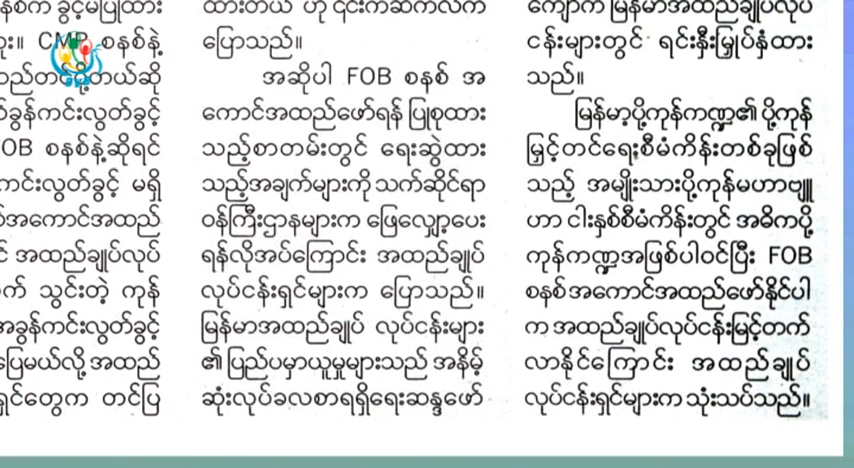 နစ်က ခွင့်မပြုထား
ူး။ CMP စနစ်နဲ့
ည်တင်ပို့တယ်ဆို
ခွန်ကင်းလွတ်ခွင့်
OB စနစ်နဲ့ဆိုရင်
ကင်းလွတ်ခွင့် မရှိ
အကောင်အထည်
အထည်ချုပ်လုပ်
က် သွင်းတဲ့ ကုန်
အခွန်ကင်းလွတ်ခွင့်
ပြေမယ်လို့ အထည်
ရှင်တွေက တင်ပြ
ထားတယ် ဟု ၎င်းကဆက်လက်
ပြောသည်။
အဆိုပါ FOB စနစ် အ
ကောင်အထည်ဖော်ရန် ပြုစုထား
သည့်စာတမ်းတွင် ရေးဆွဲထား
သည့်အချက်များကို သက်ဆိုင်ရာ
ဝန်ကြီးဌာနများက ဖြေလျှော့ပေး
ရန်လိုအပ်ကြောင်း အထည်ချုပ်
လုပ်ငန်းရှင်များက ပြောသည်။
မြန်မာအထည်ချုပ် လုပ်ငန်းများ
၏ ပြည်ပမှာယူမှုများသည် အနိမ့်
ဆုံးလုပ်ခလစာရရှိရေးဆန္ဒဖော်
ကျော်က မြန်မာအထည်ချုပ်လုပ်
ငန်းများတွင် ရင်းနှီးမြှုပ်နှံထား
သည်။
မြန်မာ့ပို့ကုန်ကဏ္ဍ၏ ပို့ကုန်
မြှင့်တင်ရေးစီမံကိန်းတစ်ခုဖြစ်
သည့် အမျိုးသားပို့ကုန်မဟာဗျူ
ဟာ ငါးနှစ်စီမံကိန်းတွင် အဓိကပို့
ကုန်ကဏ္ဍအဖြစ်ပါဝင်ပြီး FOB
စနစ်အကောင်အထည်ဖော်နိုင်ပါ
က အထည်ချုပ်လုပ်ငန်းမြင့်တက်
လာနိုင်ကြောင်း အထည်ချုပ်
လုပ်ငန်းရှင်များက သုံးသပ်သည်။